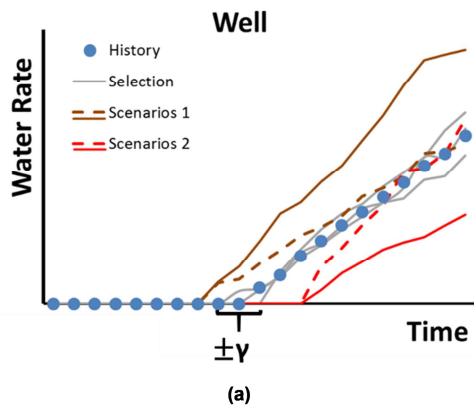 Well
Water Rate
History
Selection
Scenarios 1
Scenarios 2
Time
±γ
(a)